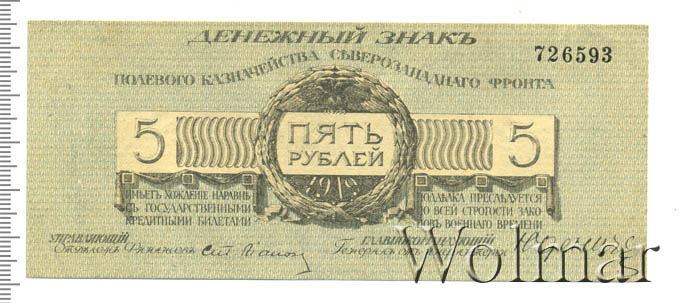 ДЕНЕЖНЫЙ ЗНАКЪ
726593
ПОЛЕВОГО КАЗНАЧЕЙСТВА СѢВЕРОЗАПАДНАГО ФРОНТА
5 ПЯТЬ 5
РУБЛЕЙ
1919
ИМѢЕТЪ ХОЖДЕНІЕ НАРАВНѢ
СЪ ГОСУДАРСТВЕННЫМИ
КРЕДИТНЫМИ БИЛЕТАМИ
ПОДДѢЛКА ПРЕСЛѢДУЕТСЯ
ПО ВСЕЙ СТРОГОСТИ ЗАКО
НОВЪ ВОЕННАГО ВРЕМЕНИ
УПРАВЛЯЮЩІЙ
ГЛАВНОКОМАНДУЮЩІЙ
Wolmar